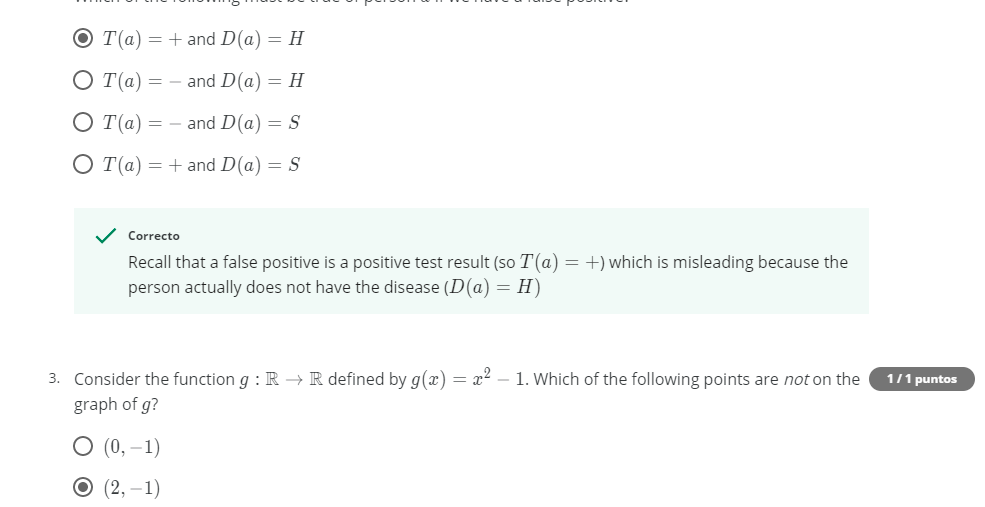 T(a) = + and D(a) = H
T(a) = − and D(a) = H
T(a) = − and D(a) = S
T(a) = + and D(a) = S
Correcto
Recall that a false positive is a positive test result (so T(a) = +) which is misleading because the
person actually does not have the disease (D(a) = H)
3. Consider the function g : ℝ → ℝ defined by g(x) = x² − 1. Which of the following points are not on the
1 / 1 puntos
graph of g?
(0, −1)
(2, −1)